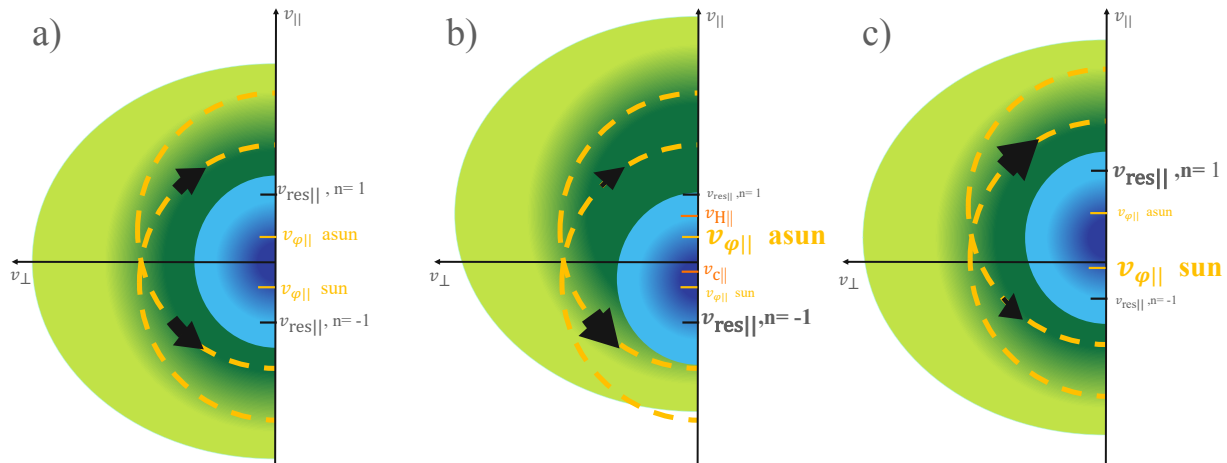 a)
v||
vres|| , n= 1
vφ|| asun
v⊥
vφ|| sun
vres||, n= -1
b)
v||
vres||, n= 1
vH||
vφ|| asun
v⊥
vc||
vφ|| sun
vres||,n= -1
c)
v||
vres|| ,n= 1
vφ|| asun
v⊥
vφ|| sun
vres||, n= -1